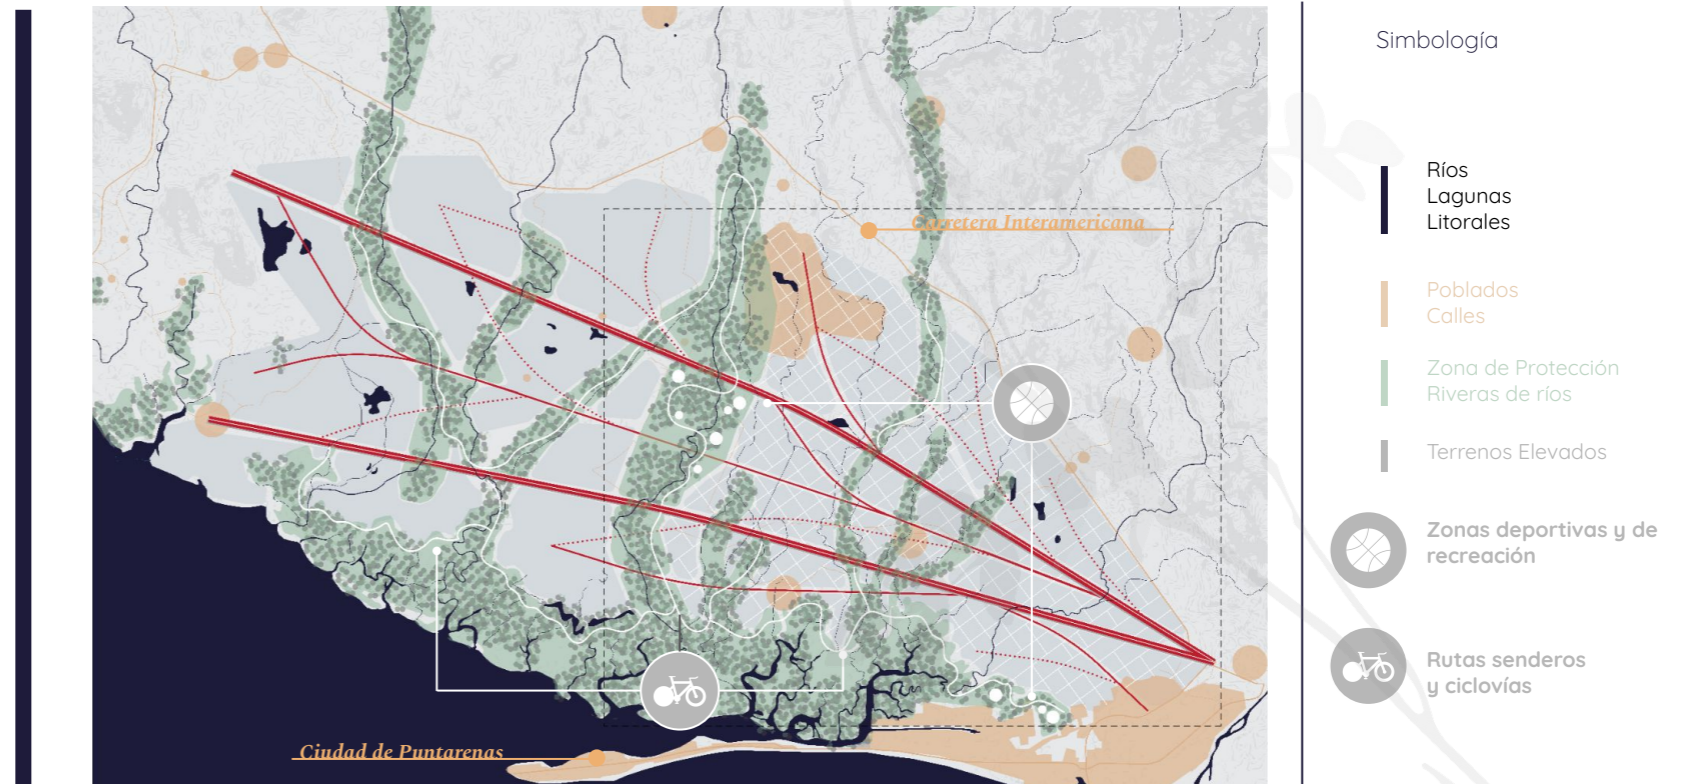 Simbología
Carretera Interamericana
Ciudad de Puntarenas
Ríos
Lagunas
Litorales
Poblados
Calles
Zona de Protección
Riveras de ríos
Terrenos Elevados
Zonas deportivas y de
recreación
Rutas senderos
y ciclovías